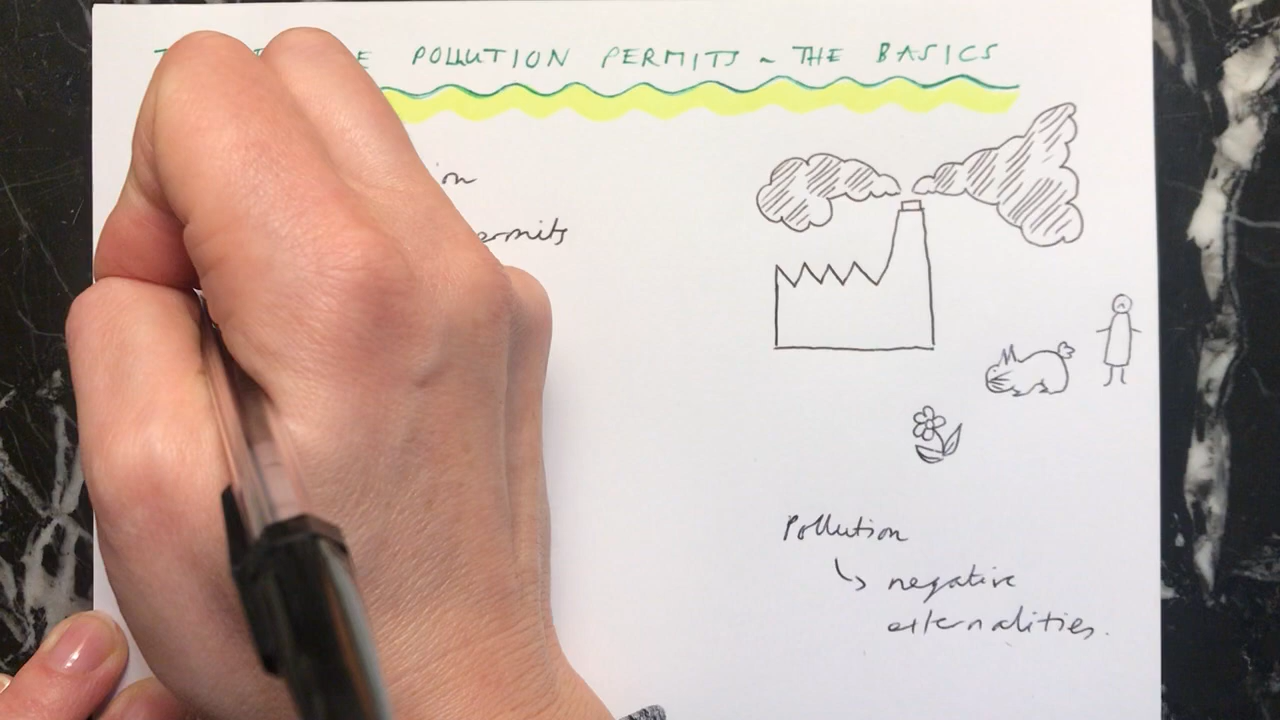 POLLUTION PERMITS ~ THE BASICS
Pollution
↳ negative
externalities.